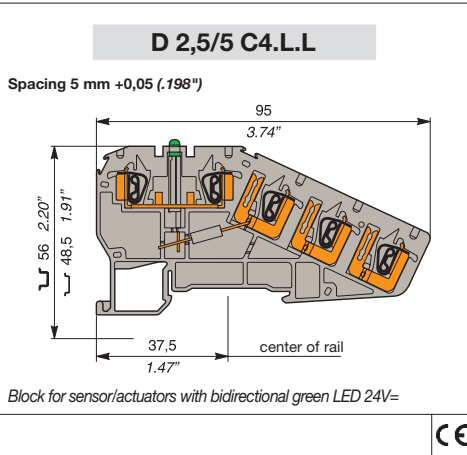 D 2,5/5 C4.L.L
Spacing 5 mm +0,05 (.198")
95
3.74"
56 2.20"
48,5 1.91"
37,5
1.47"
center of rail
Block for sensor/actuators with bidirectional green LED 24V=
CE